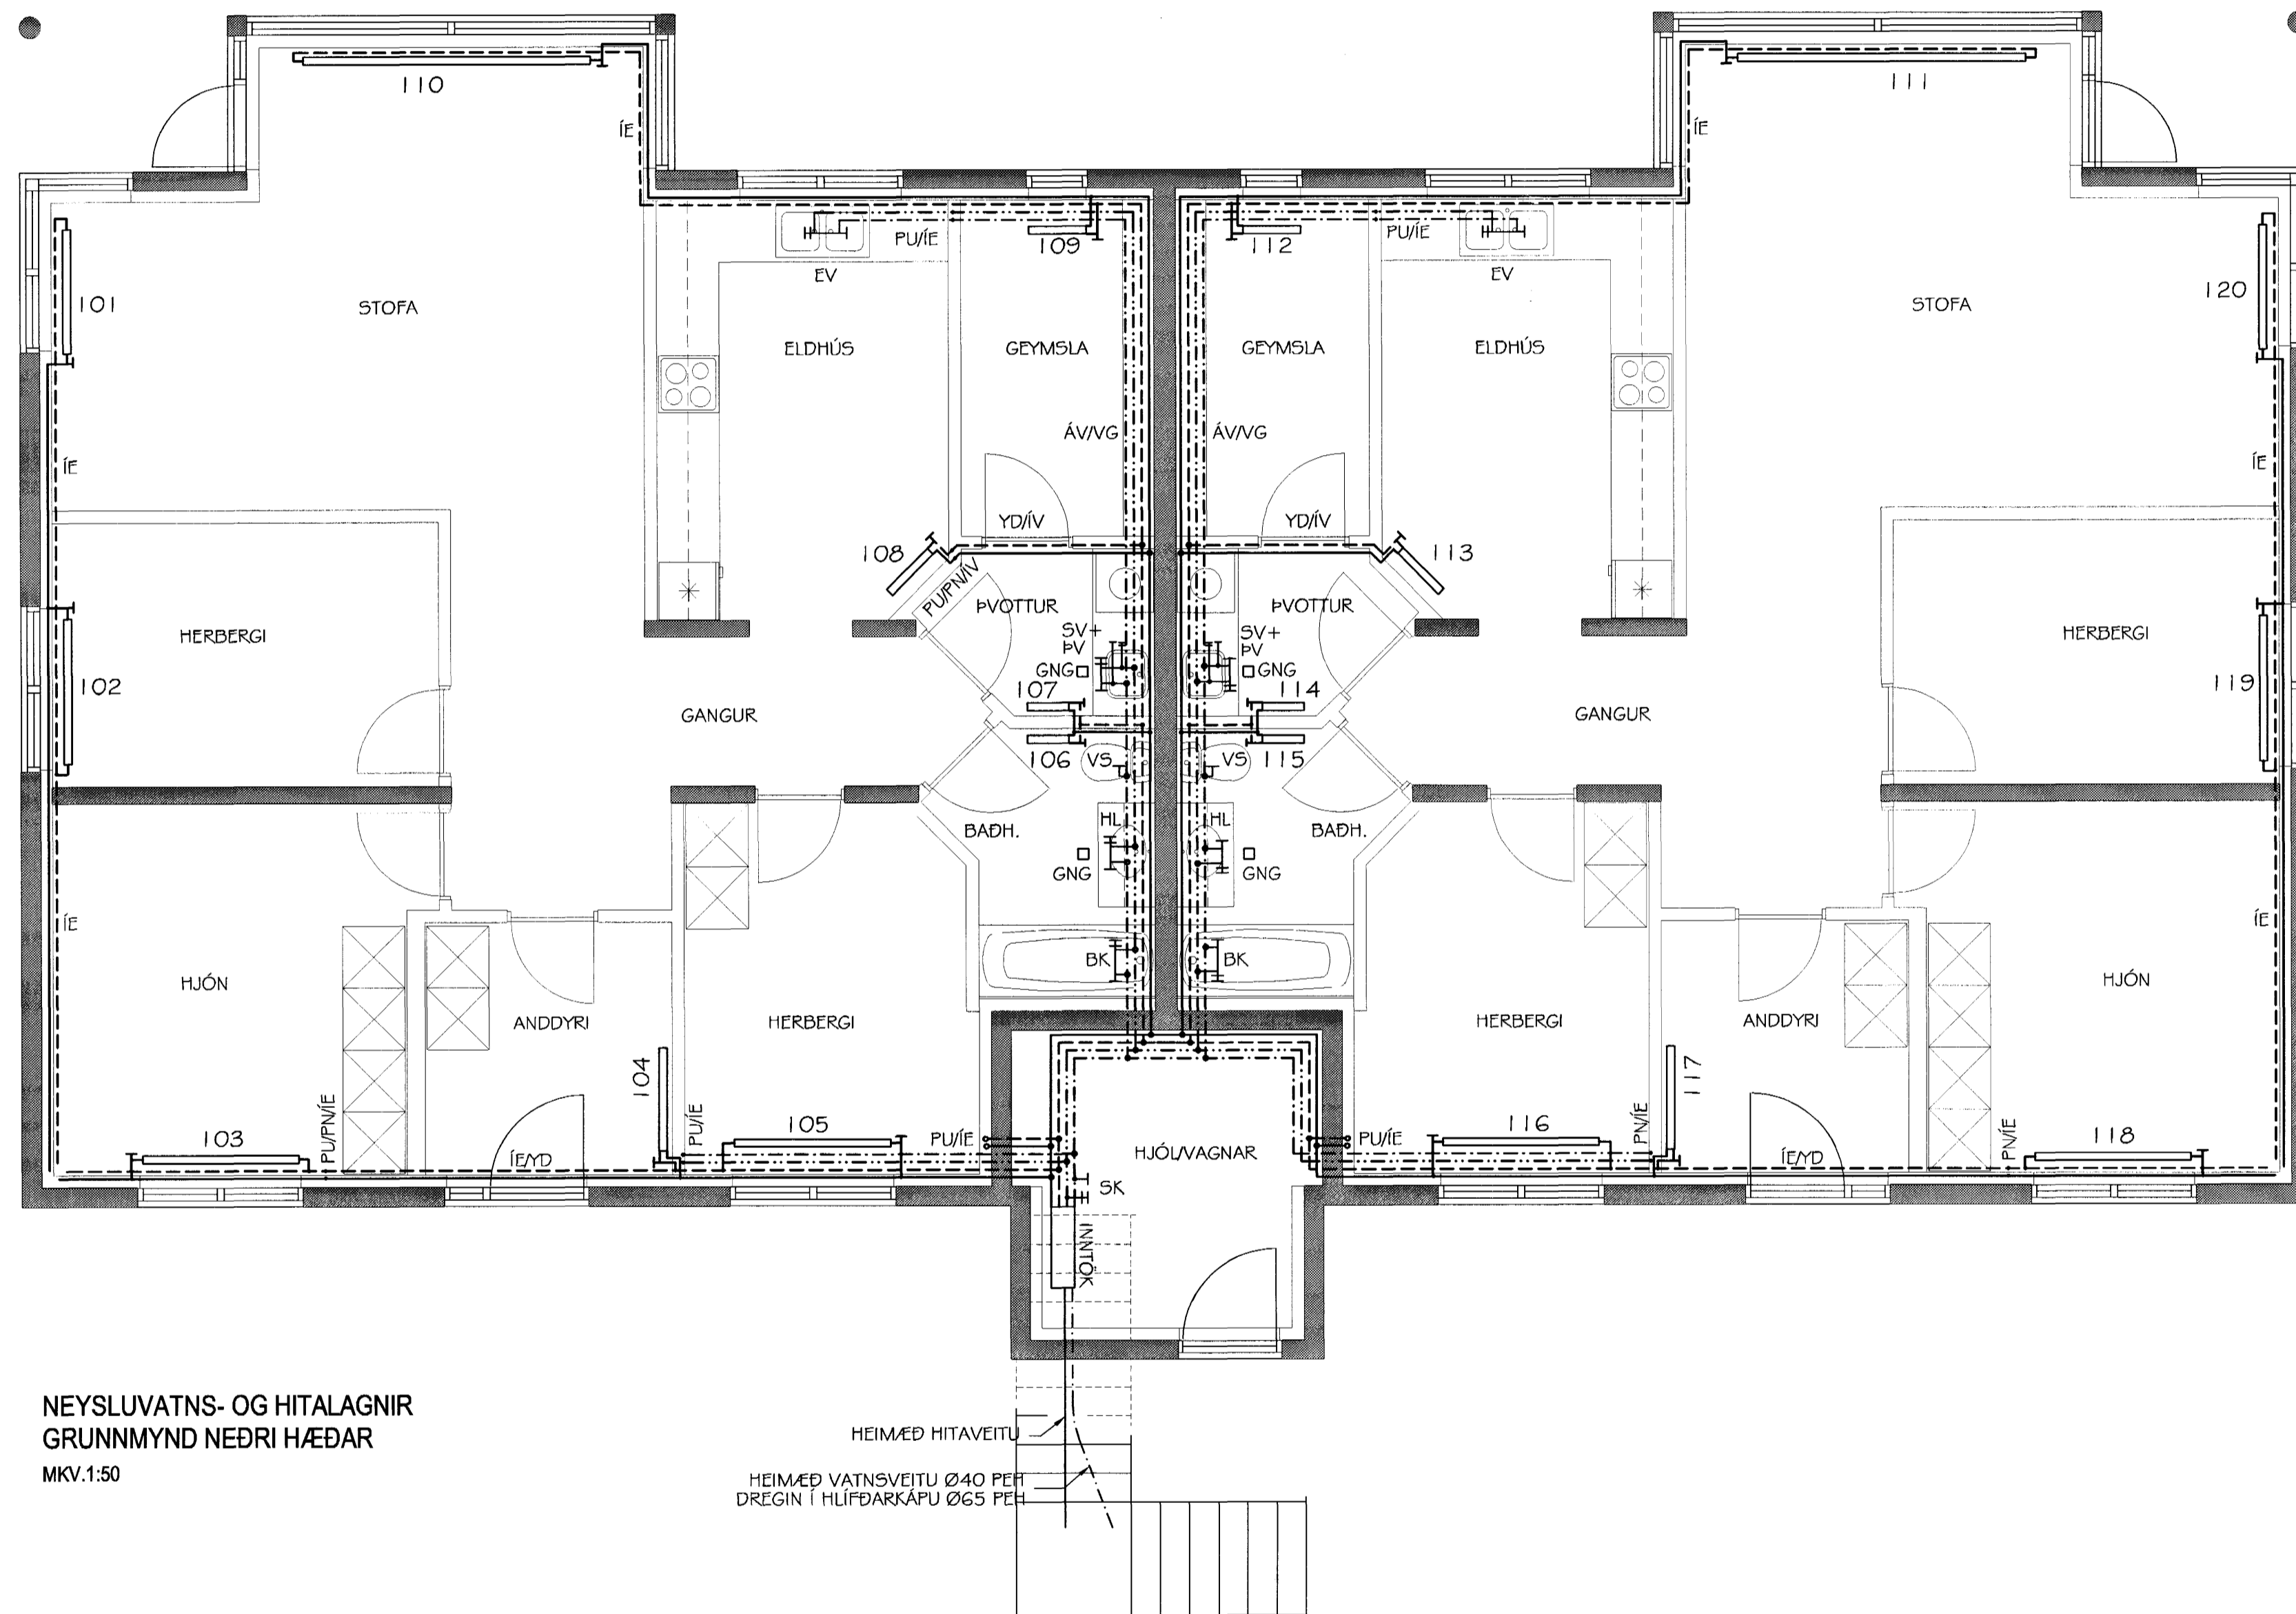 110
111
ÍE
ÍE
PU/ÍE
109
112
PU/ÍE
EV
EV
101
STOFA
STOFA
120
ELDHÚS
GEYMSLA
GEYMSLA
ELDHÚS
ÁV/VG
ÁV/VG
ÍE
ÍE
YD/ÍV
YD/ÍV
108
113
PU/PN/ÍV
ÞVOTTUR
ÞVOTTUR
HERBERGI
HERBERGI
SV+
ÞV
SV+
ÞV
GNG
GNG
102
107
114
119
GANGUR
GANGUR
106
VS
VS
115
HL
HL
BAÐH.
BAÐH.
GNG
GNG
ÍE
ÍE
BK
BK
HJÓN
HJÓN
ANDDYRI
HERBERGI
HERBERGI
ANDDYRI
104
117
PU/PN/ÍE
PU/ÍE
PN/ÍE
PN/ÍE
103
105
PU/ÍE
PU/ÍE
116
118
ÍE/YD
ÍE/YD
HJÓL/VAGNAR
SK
INNTÖK
NEYSLUVATNS- OG HITALAGNIR
GRUNNMYND NEÐRI HÆÐAR
MKV.1:50
HEIMÆÐ HITAVEITU
HEIMÆÐ VATNSVEITU Ø40 PEH
DREGIN Í HLÍFÐARKÁPU Ø65 PEH